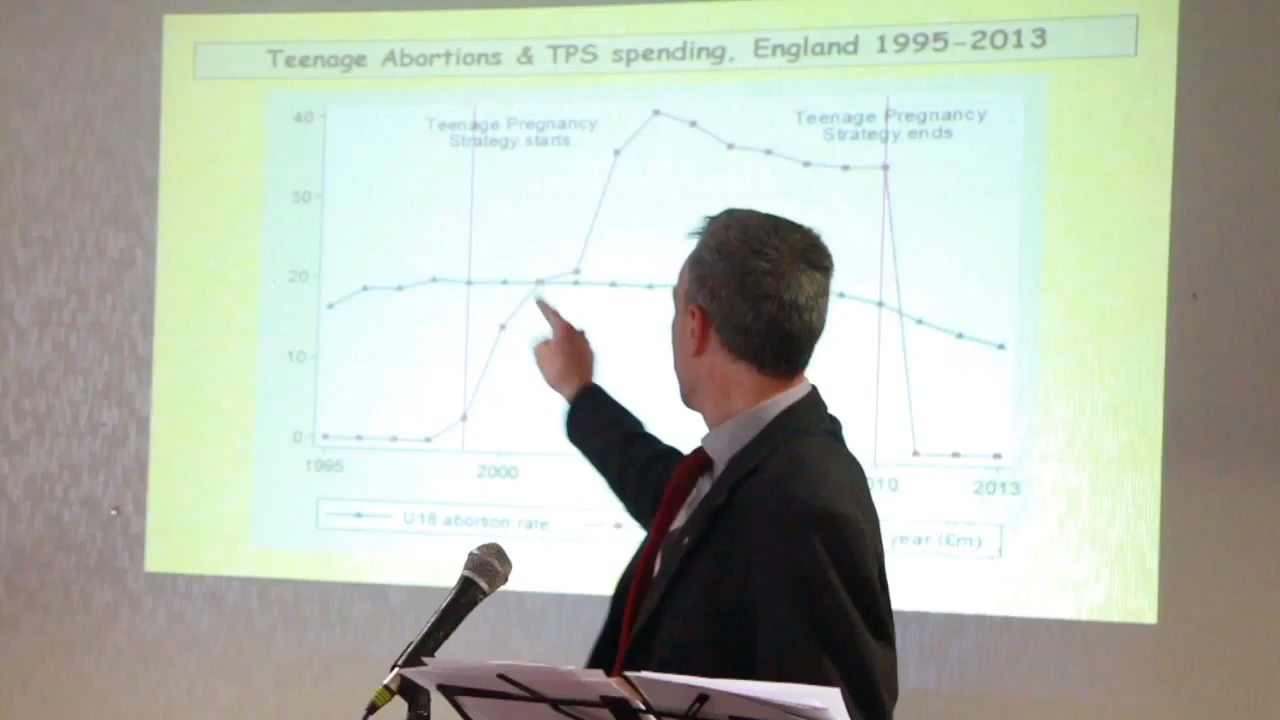 Teenage Abortions & TPS spending, England 1995-2013
40
30
20
10
0
Teenage Pregnancy
Strategy starts
Teenage Pregnancy
Strategy ends
1995
2000
010
2013
U18 abortion rate
year (£m)